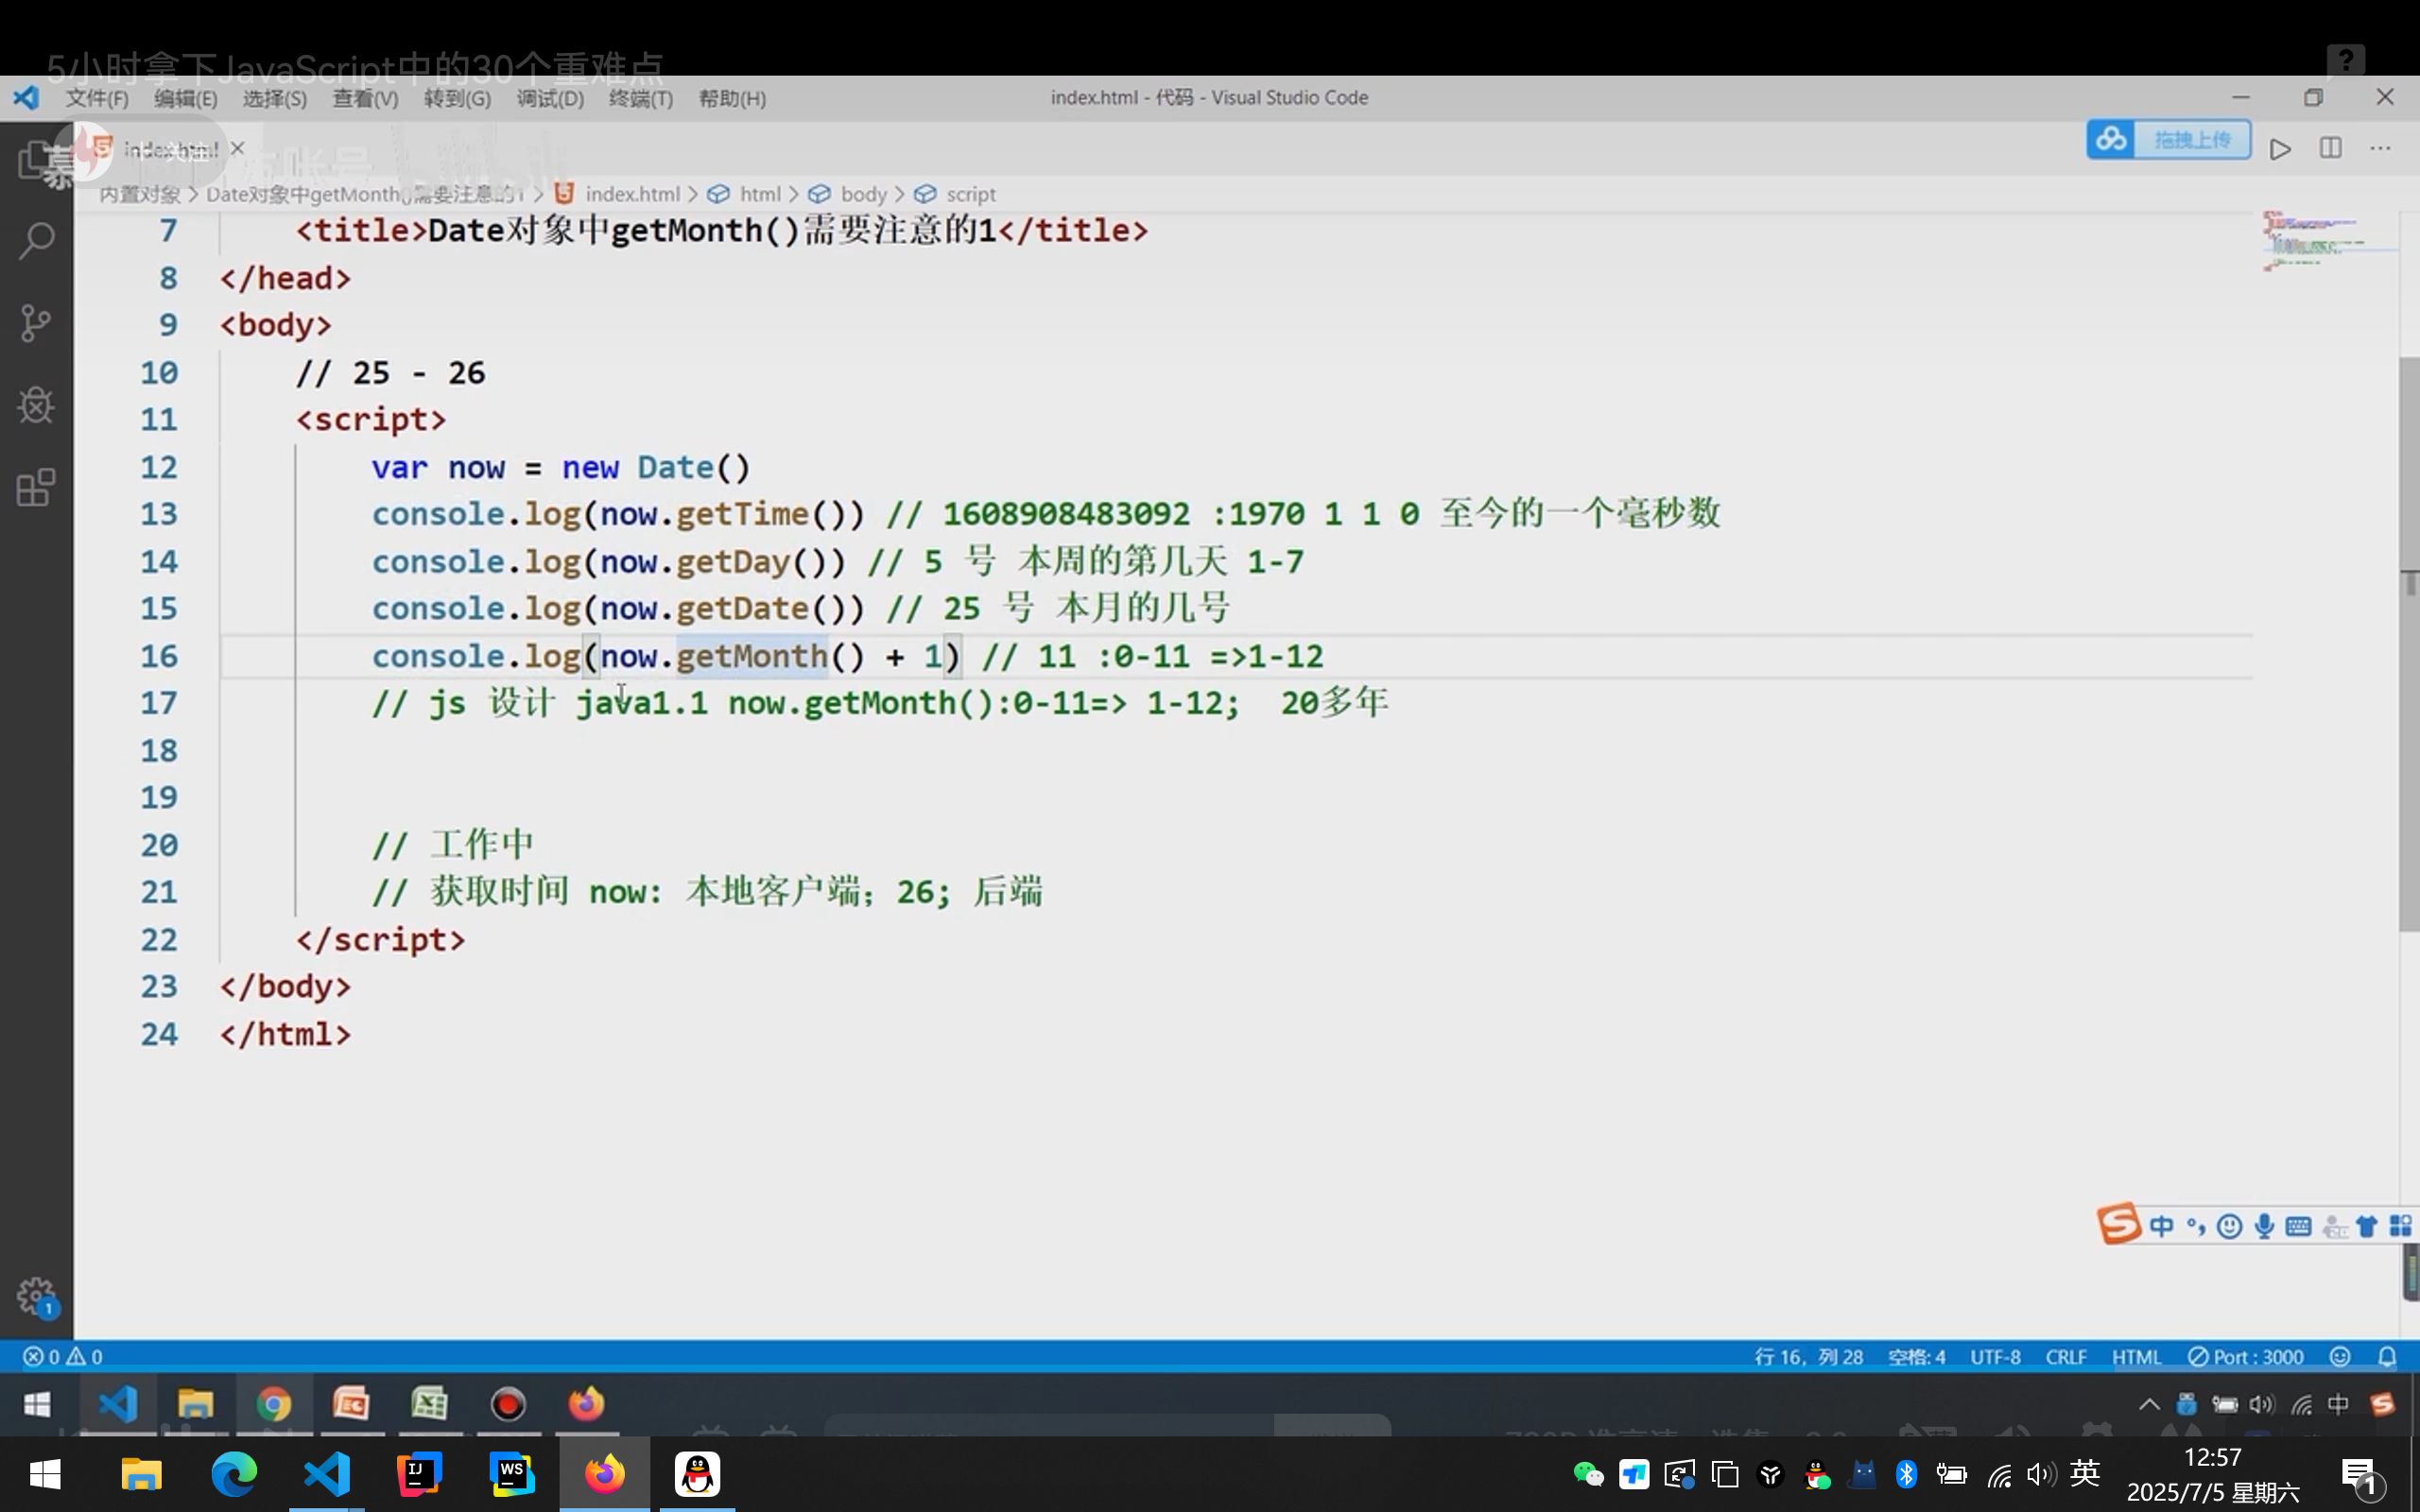 5小时拿下JavaScript中的30个重难点
文件(F) 编辑(E) 选择(S) 查看(V) 转到(G) 调试(D) 终端(T) 帮助(H)
index.html - 代码 - Visual Studio Code
index.html
拖拽上传
内置对象 > Date对象中getMonth()需要注意的1 > index.html > html > body > script
7 <title>Date对象中getMonth()需要注意的1</title>
8 </head>
9 <body>
10 // 25 - 26
11 <script>
12 var now = new Date()
13 console.log(now.getTime()) // 1608908483092 :1970 1 1 0 至今的一个毫秒数
14 console.log(now.getDay()) // 5 号 本周的第几天 1-7
15 console.log(now.getDate()) // 25 号 本月的几号
16 console.log(now.getMonth() + 1) // 11 :0-11 =>1-12
17 // js 设计 java1.1 now.getMonth():0-11=> 1-12; 20多年
18
19
20 // 工作中
21 // 获取时间 now: 本地客户端; 26; 后端
22 </script>
23 </body>
24 </html>
中
1
0 0
行 16, 列 28 空格: 4 UTF-8 CRLF HTML Port : 3000
中
英
12:57
2025/7/5 星期六
1